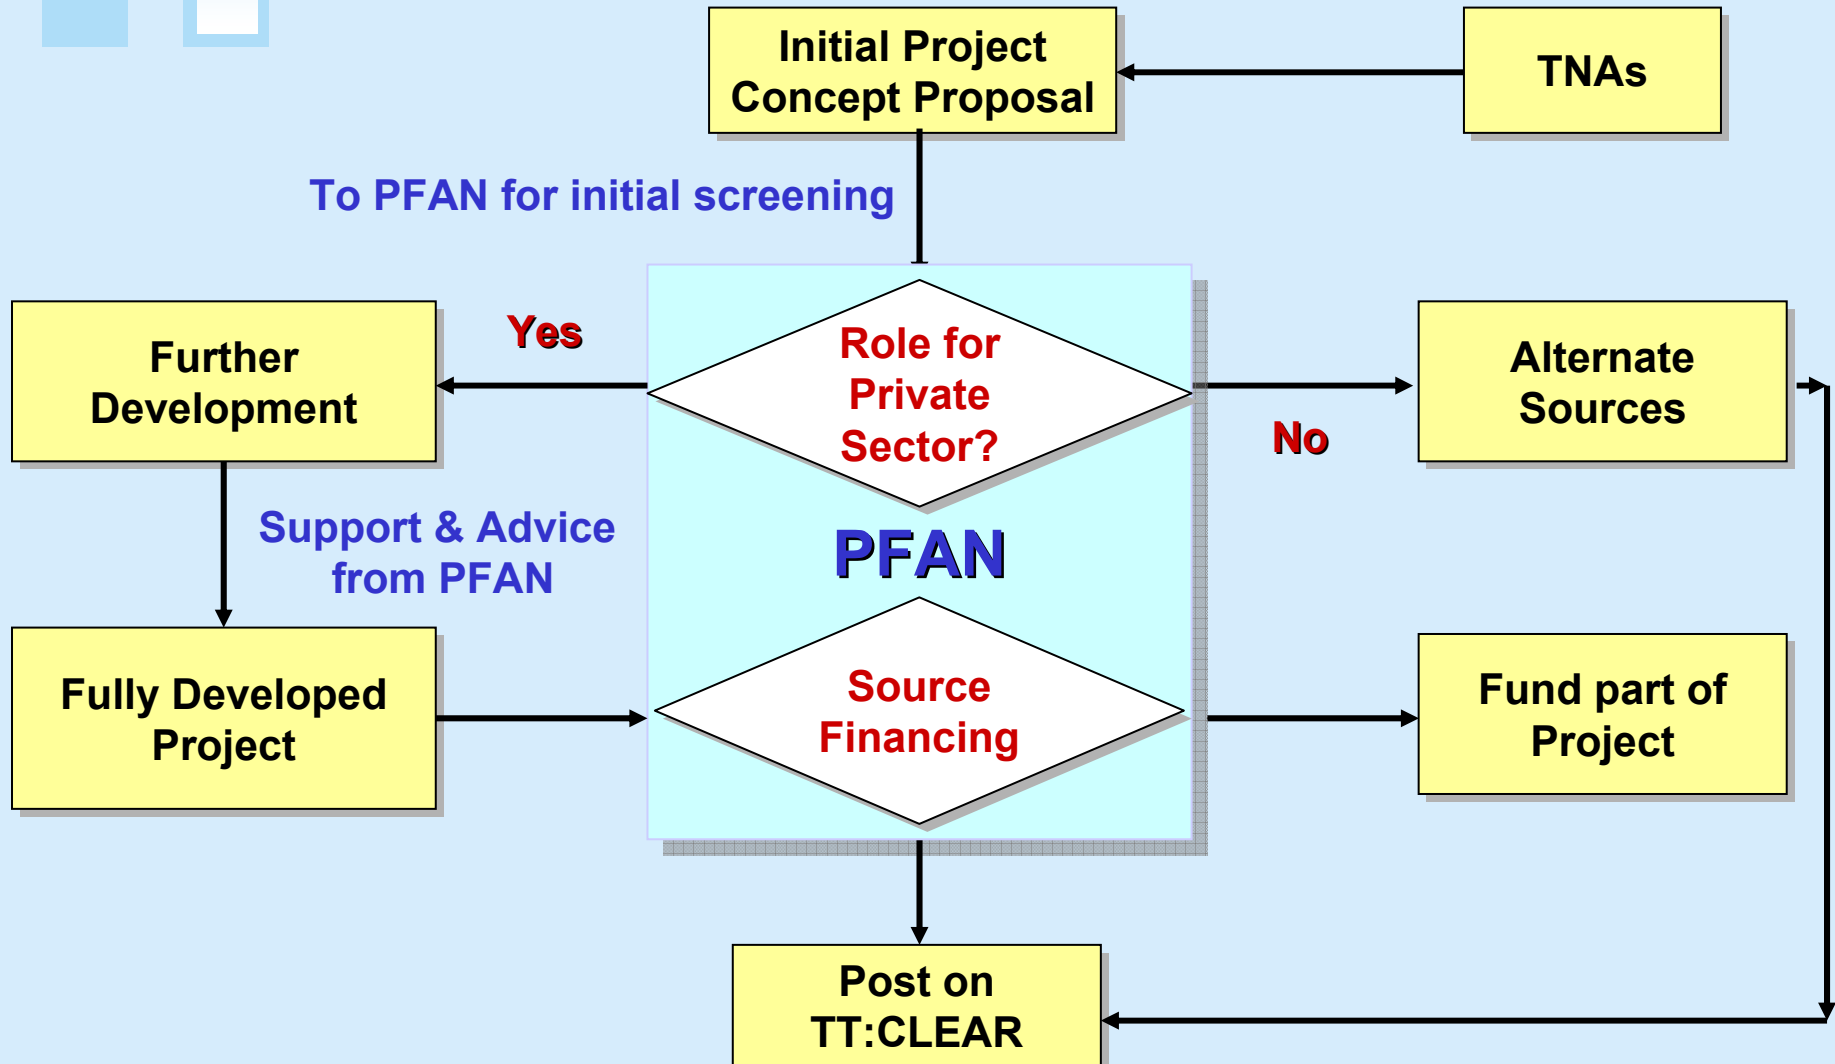 Initial Project
Concept Proposal
TNAs
To PFAN for initial screening
Further
Development
Yes
Role for
Private
Sector?
No
Alternate
Sources
Support & Advice
from PFAN
PFAN
Fully Developed
Project
Source
Financing
Fund part of
Project
Post on
TT:CLEAR